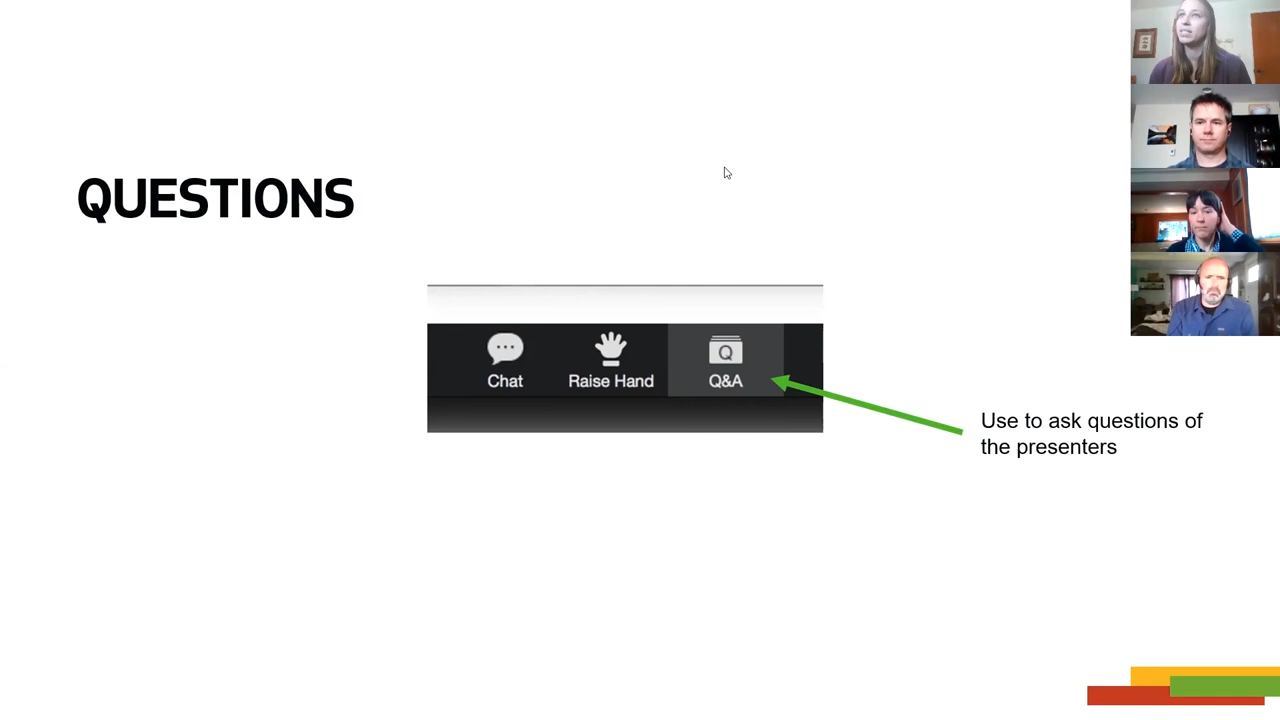 QUESTIONS
Chat
Raise Hand
Q&A
Use to ask questions of
the presenters